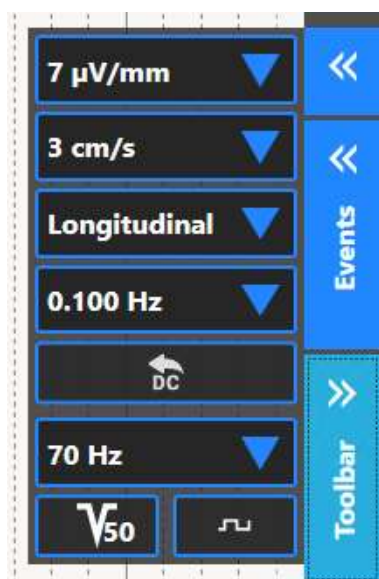 7 µV/mm
3 cm/s
Longitudinal
0.100 Hz
DC
70 Hz
50
Events
Toolbar